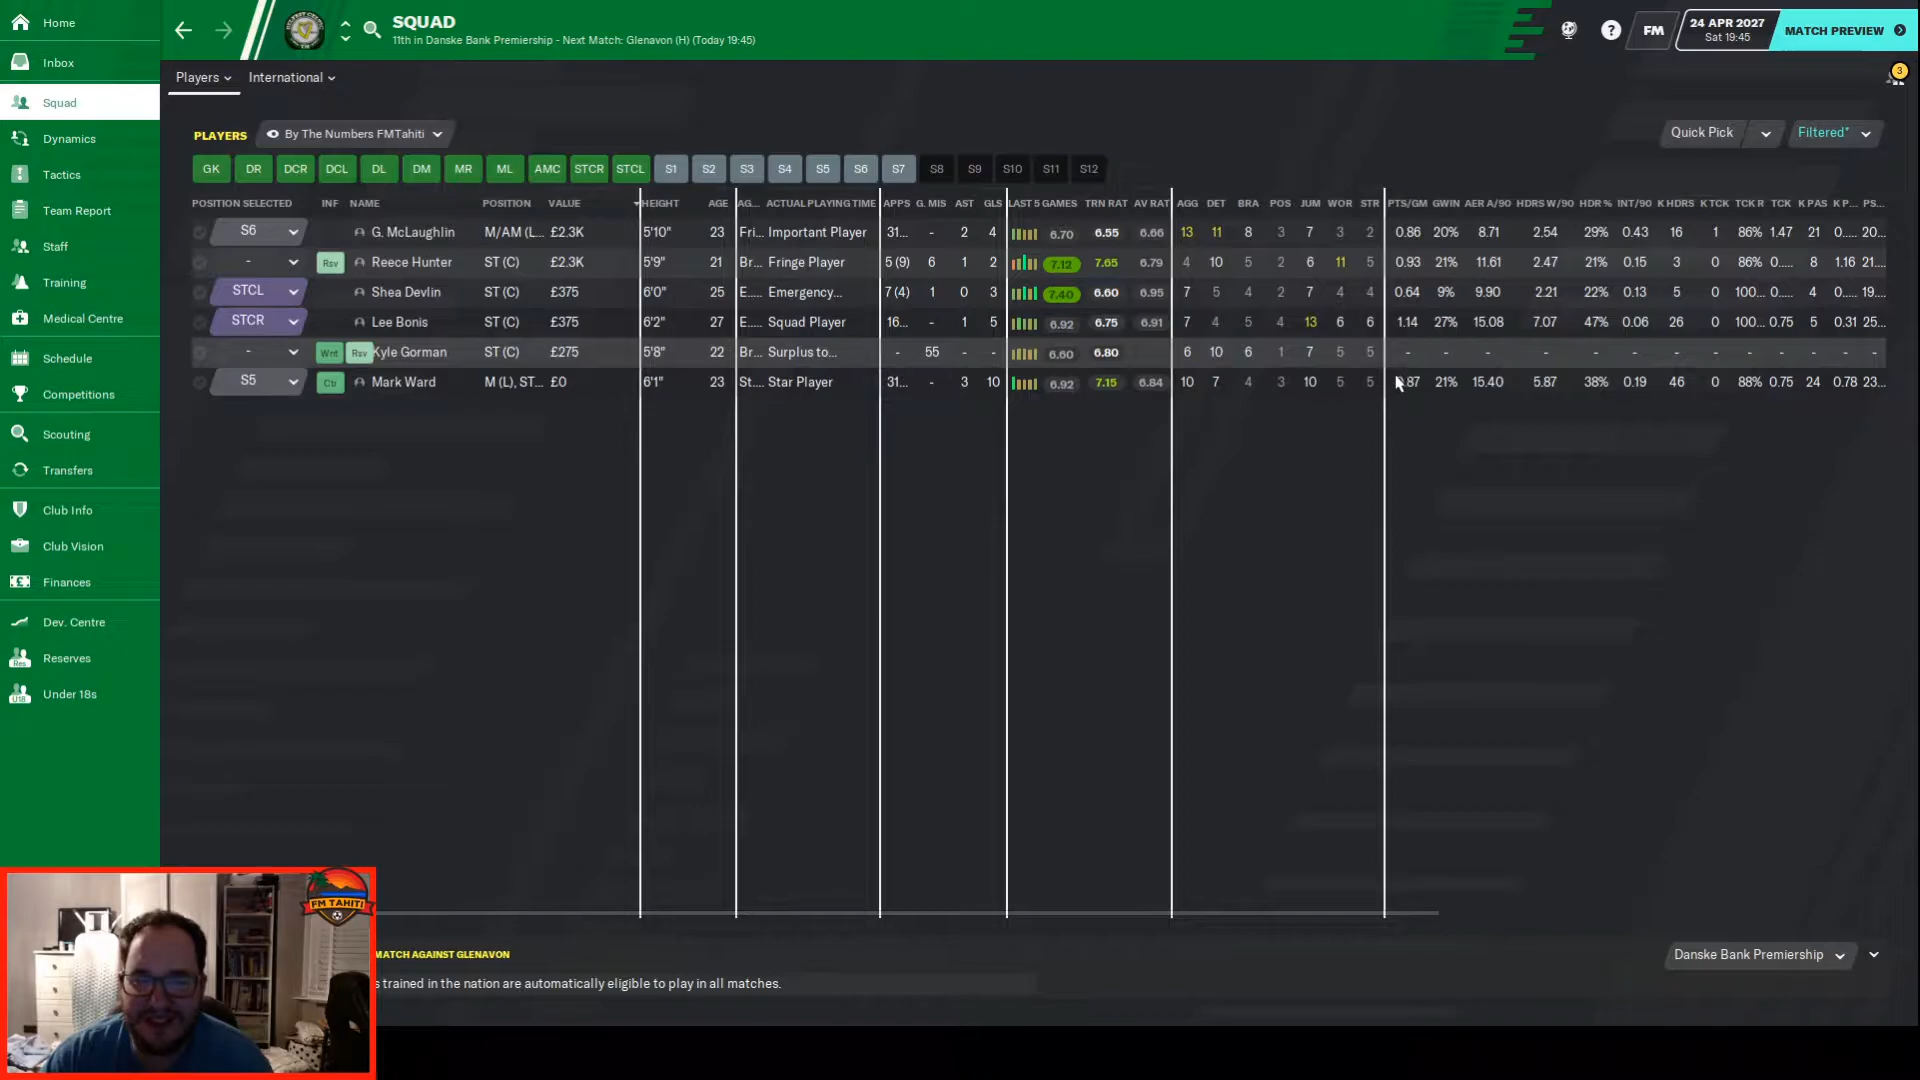 Home
Inbox
Squad
Dynamics
Tactics
Team Report
Staff
Training
Medical Centre
Schedule
Competitions
Scouting
Transfers
Club Info
Club Vision
Finances
Dev. Centre
Reserves
Under 18s
SQUAD
11th in Danske Bank Premiership - Next Match: Glenavon (H) (Today 19:45)
FM
24 APR 2027
Sat 19:45
MATCH PREVIEW
3
Players International
PLAYERS By The Numbers FMTahiti
Quick Pick Filtered*
GK DR DCR DCL DL DM MR ML AMC STCR STCL S1 S2 S3 S4 S5 S6 S7 S8 S9 S10 S11 S12
POSITION SELECTED INF NAME POSITION VALUE HEIGHT AGE AG... ACTUAL PLAYING TIME APPS G. MIS AST GLS LAST 5 GAMES TRN RAT AV RAT AGG DET BRA POS JUM WOR STR PTS/GM GWIN AER A/90 HDRS W/90 HDR % INT/90 K HDRS K TCK TCK R TCK K PAS K P... PS...
S6 G. McLaughlin M/AM (L... £2.3K 5'10" 23 Fri... Important Player 31... - 2 4 6.70 6.55 6.66 13 11 8 3 7 3 2 0.86 20% 8.71 2.54 29% 0.43 16 1 86% 1.47 21 0.... 20...
- Rsv Reece Hunter ST (C) £2.3K 5'9" 21 Br... Fringe Player 5 (9) 6 1 2 7.12 7.65 6.79 4 10 5 2 6 11 5 0.93 21% 11.61 2.47 21% 0.15 3 0 86% 0.... 8 1.16 21....
STCL Shea Devlin ST (C) £375 6'0" 25 E.... Emergency... 7 (4) 1 0 3 7.40 6.60 6.95 7 5 4 2 7 4 4 0.64 9% 9.90 2.21 22% 0.13 5 0 100... 0.... 4 0.... 19....
STCR Lee Bonis ST (C) £375 6'2" 27 E.... Squad Player 16... - 1 5 6.92 6.75 6.91 7 4 5 4 13 6 6 1.14 27% 15.08 7.07 47% 0.06 26 0 100... 0.75 5 0.31 25...
- Wnt Rsv Kyle Gorman ST (C) £275 5'8" 22 Br... Surplus to... - 55 - - 6.60 6.80 6 10 6 1 7 5 5 - - - - - - - - - - - - -
S5 Ctr Mark Ward M (L), ST... £0 6'1" 23 St.... Star Player 31... - 3 10 6.92 7.15 6.84 10 7 4 3 10 5 5 .87 21% 15.40 5.87 38% 0.19 46 0 88% 0.75 24 0.78 23...
FM TAHITI
MATCH AGAINST GLENAVON
s trained in the nation are automatically eligible to play in all matches.
Danske Bank Premiership
Res
U18